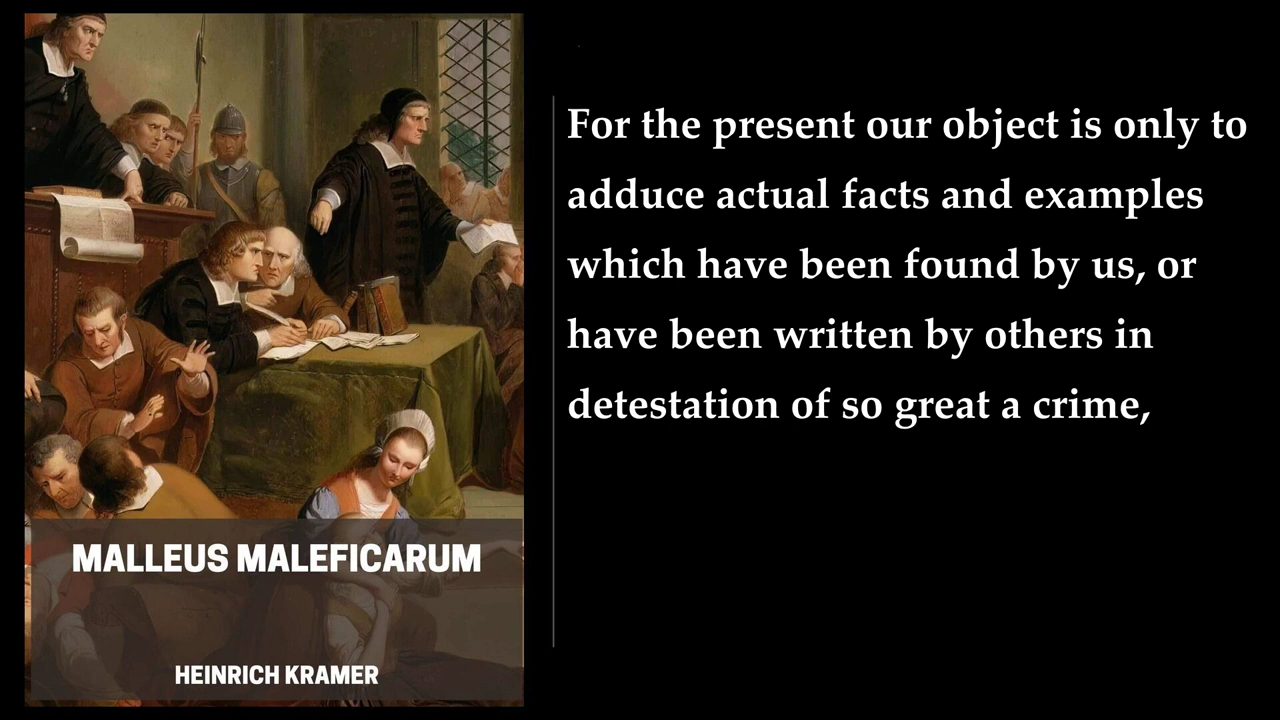 MALLEUS MALEFICARUM
HEINRICH KRAMER
For the present our object is only to
adduce actual facts and examples
which have been found by us, or
have been written by others in
detestation of so great a crime,